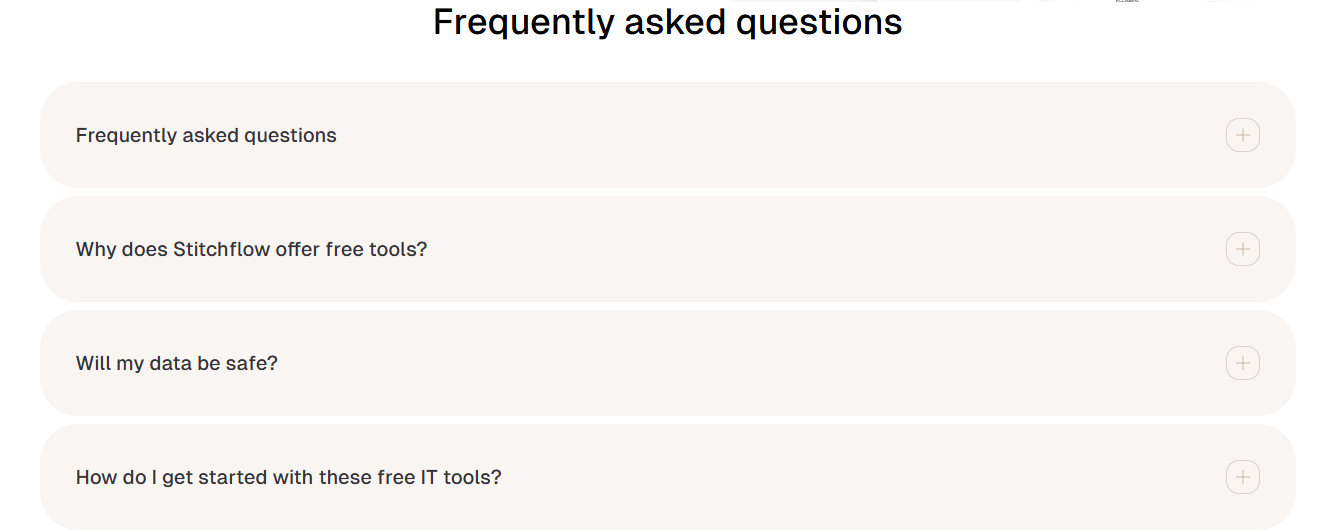 Frequently asked questions
Frequently asked questions
Why does Stitchflow offer free tools?
Will my data be safe?
How do I get started with these free IT tools?